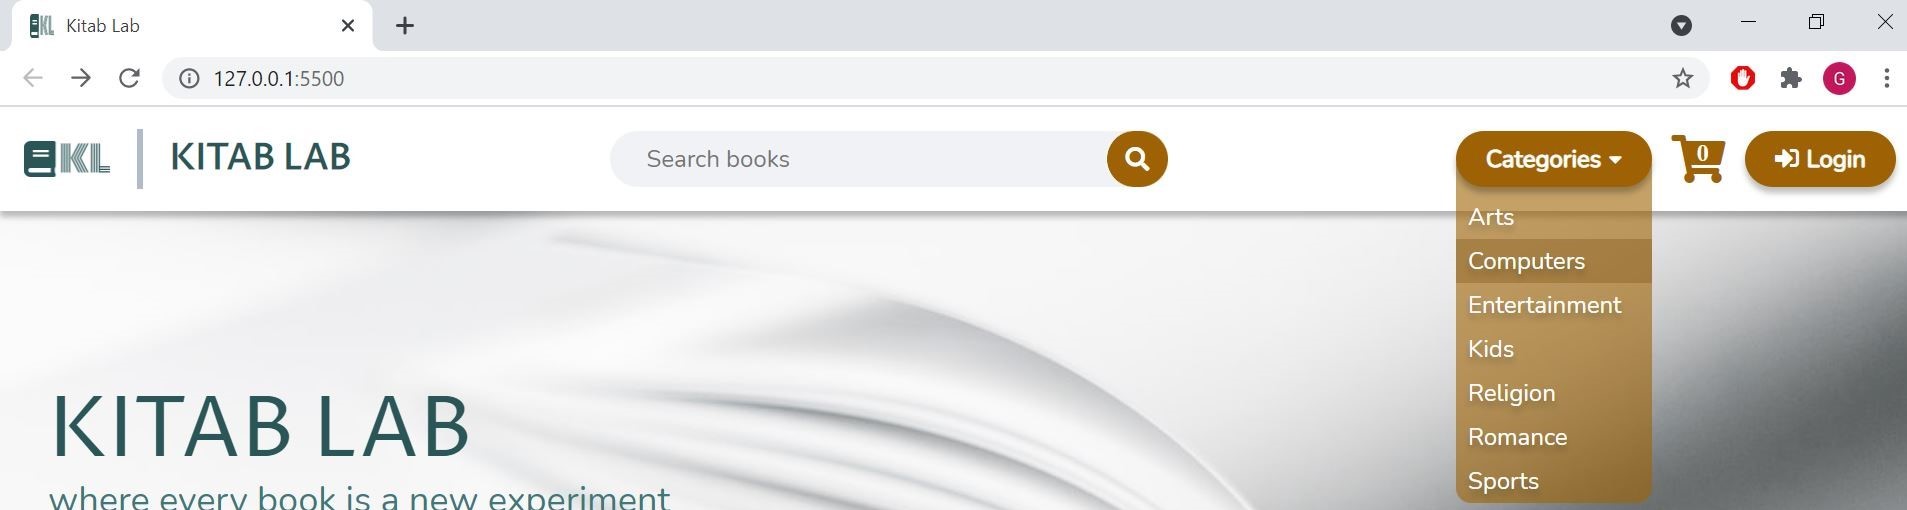 KL Kitab Lab
127.0.0.1:5500
G
KL KITAB LAB Search books Categories 0 Login
Arts
Computers
Entertainment
Kids
Religion
Romance
Sports
KITAB LAB
where every book is a new experiment